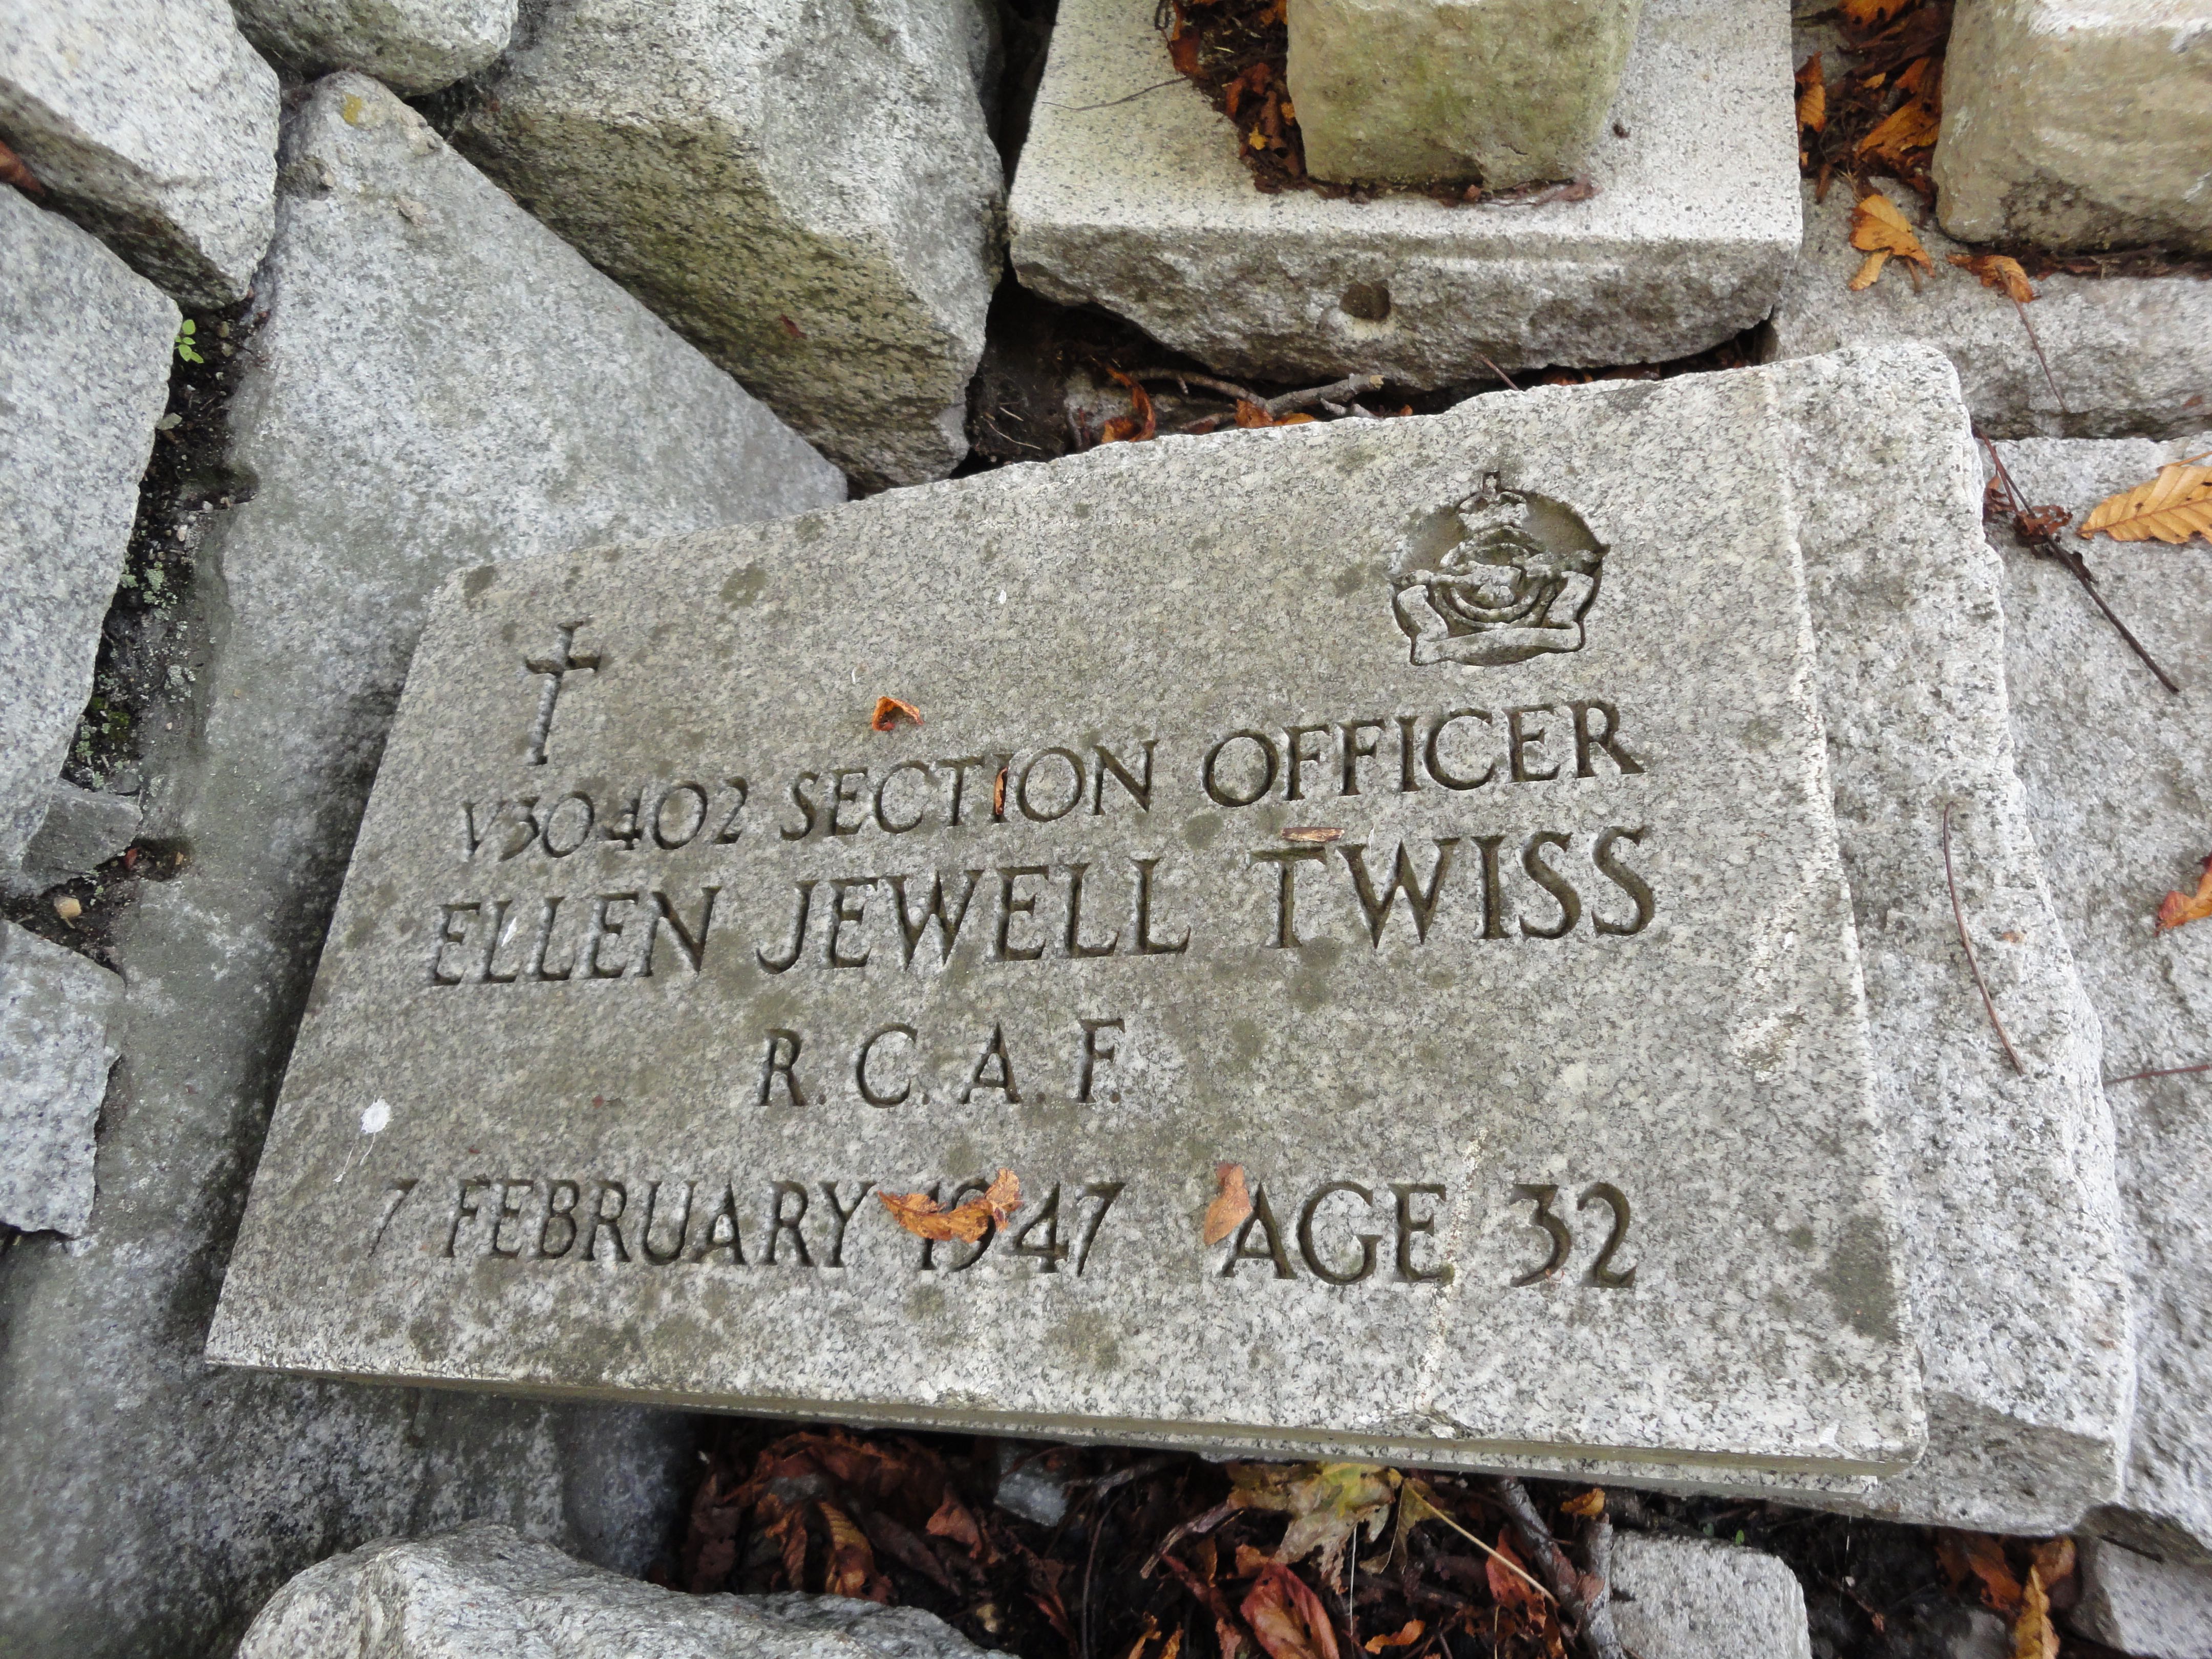 V30402 SECTION OFFICER
ELLEN JEWELL TWISS
R.C.A.F.
7 FEBRUARY 1947 AGE 32